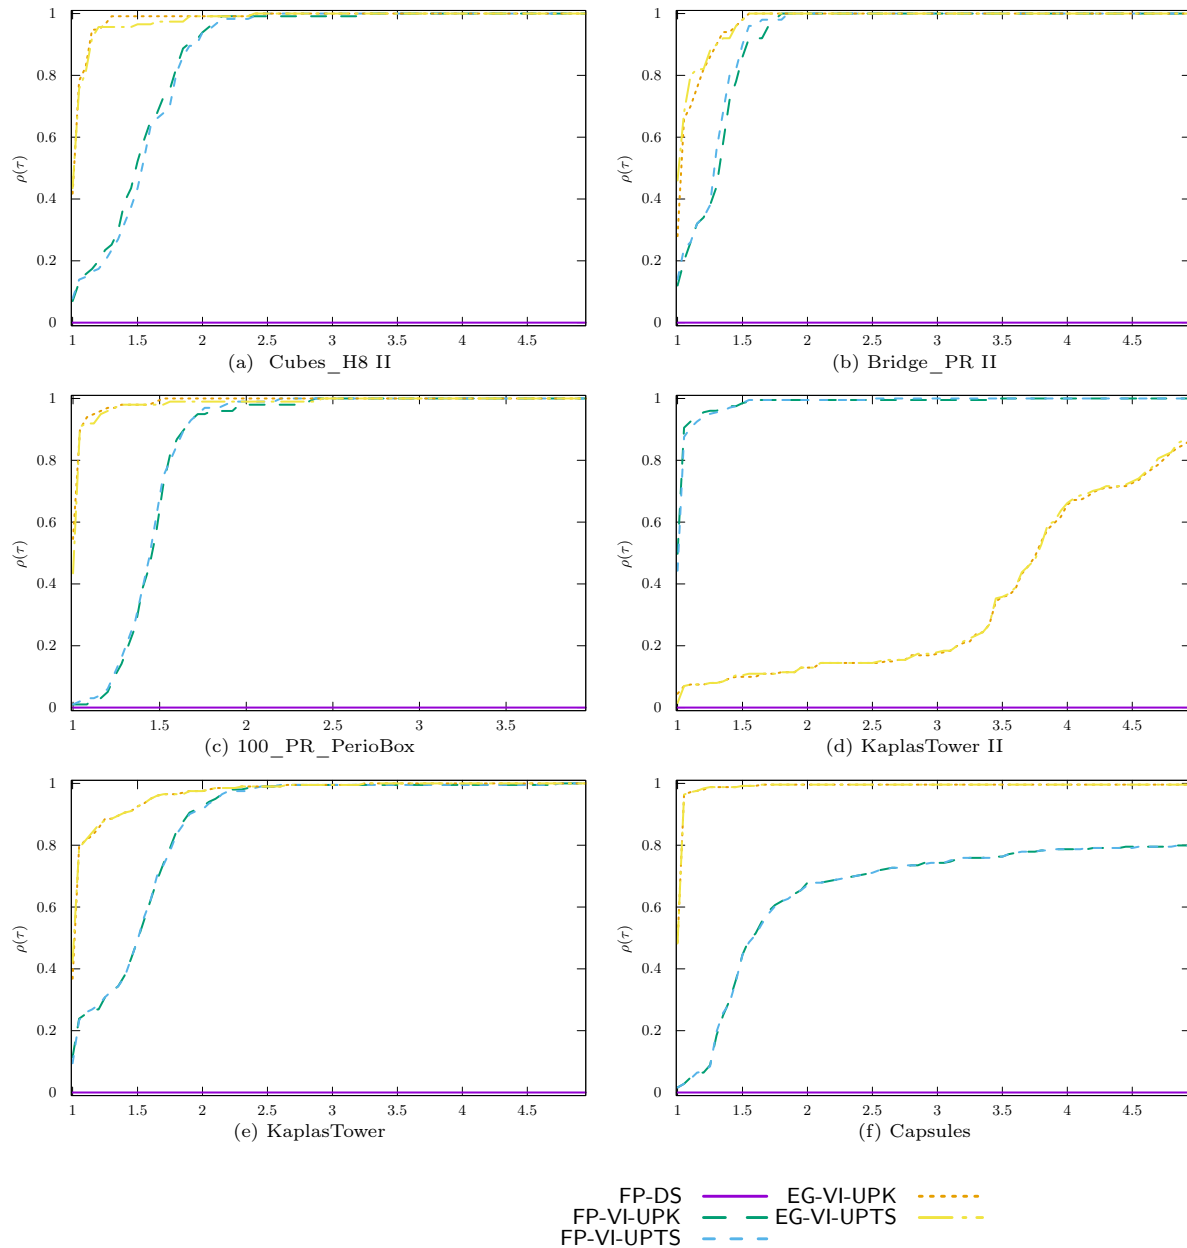 1
0.8
0.6
0.4
0.2
0
ρ(τ)
1 1.5 2 2.5 3 3.5 4 4.5
(a) Cubes_H8 II
1
0.8
0.6
0.4
0.2
0
ρ(τ)
1 1.5 2 2.5 3 3.5 4 4.5
(b) Bridge_PR II
1
0.8
0.6
0.4
0.2
0
ρ(τ)
1 1.5 2 2.5 3 3.5
(c) 100_PR_PerioBox
1
0.8
0.6
0.4
0.2
0
ρ(τ)
1 1.5 2 2.5 3 3.5 4 4.5
(d) KaplasTower II
1
0.8
0.6
0.4
0.2
0
ρ(τ)
1 1.5 2 2.5 3 3.5 4 4.5
(e) KaplasTower
1
0.8
0.6
0.4
0.2
0
ρ(τ)
1 1.5 2 2.5 3 3.5 4 4.5
(f) Capsules
FP-DS
FP-VI-UPK
FP-VI-UPTS
EG-VI-UPK
EG-VI-UPTS